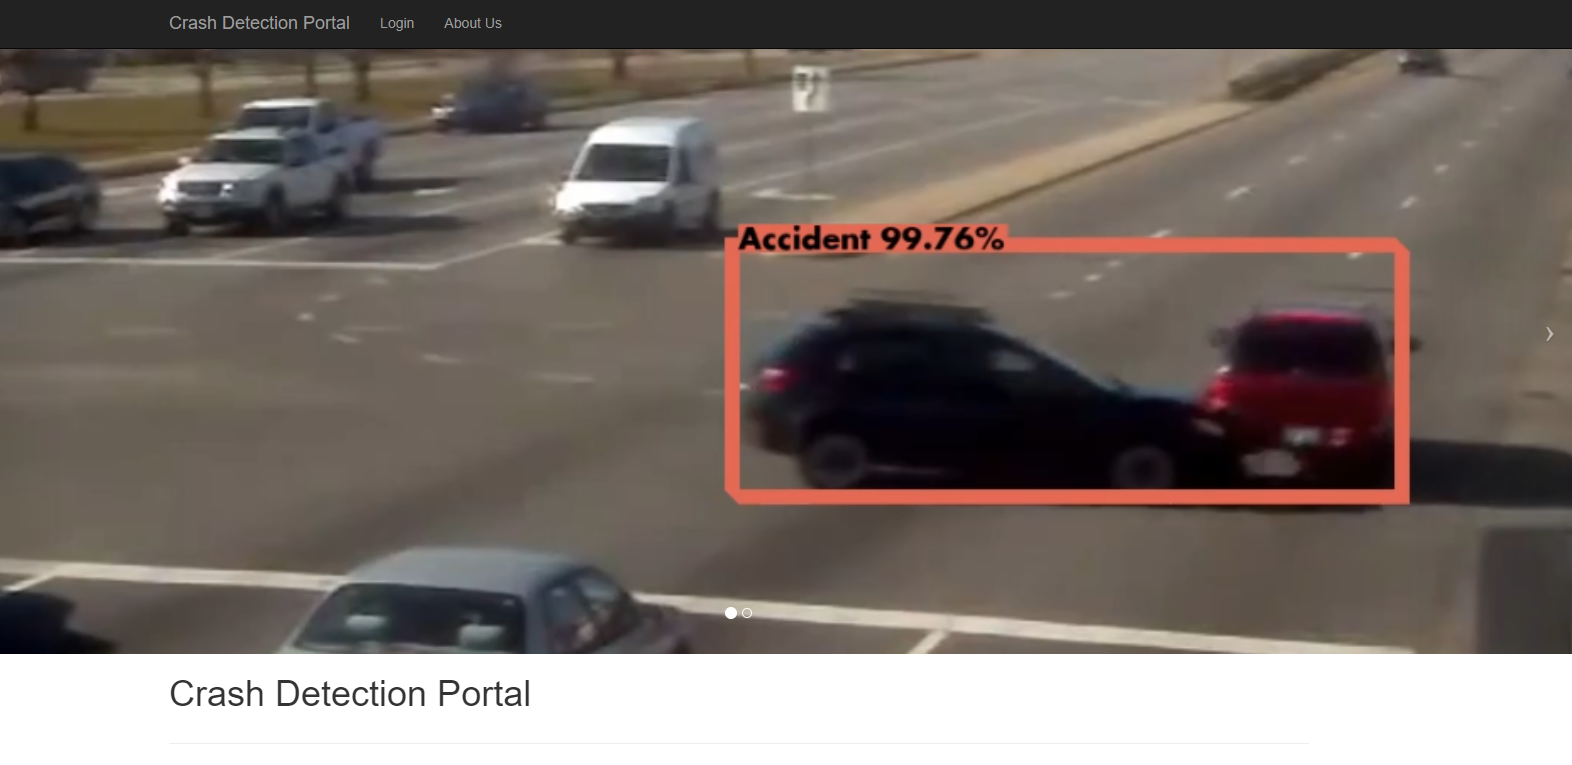 Crash Detection Portal Login About Us
Accident 99.76%
Crash Detection Portal